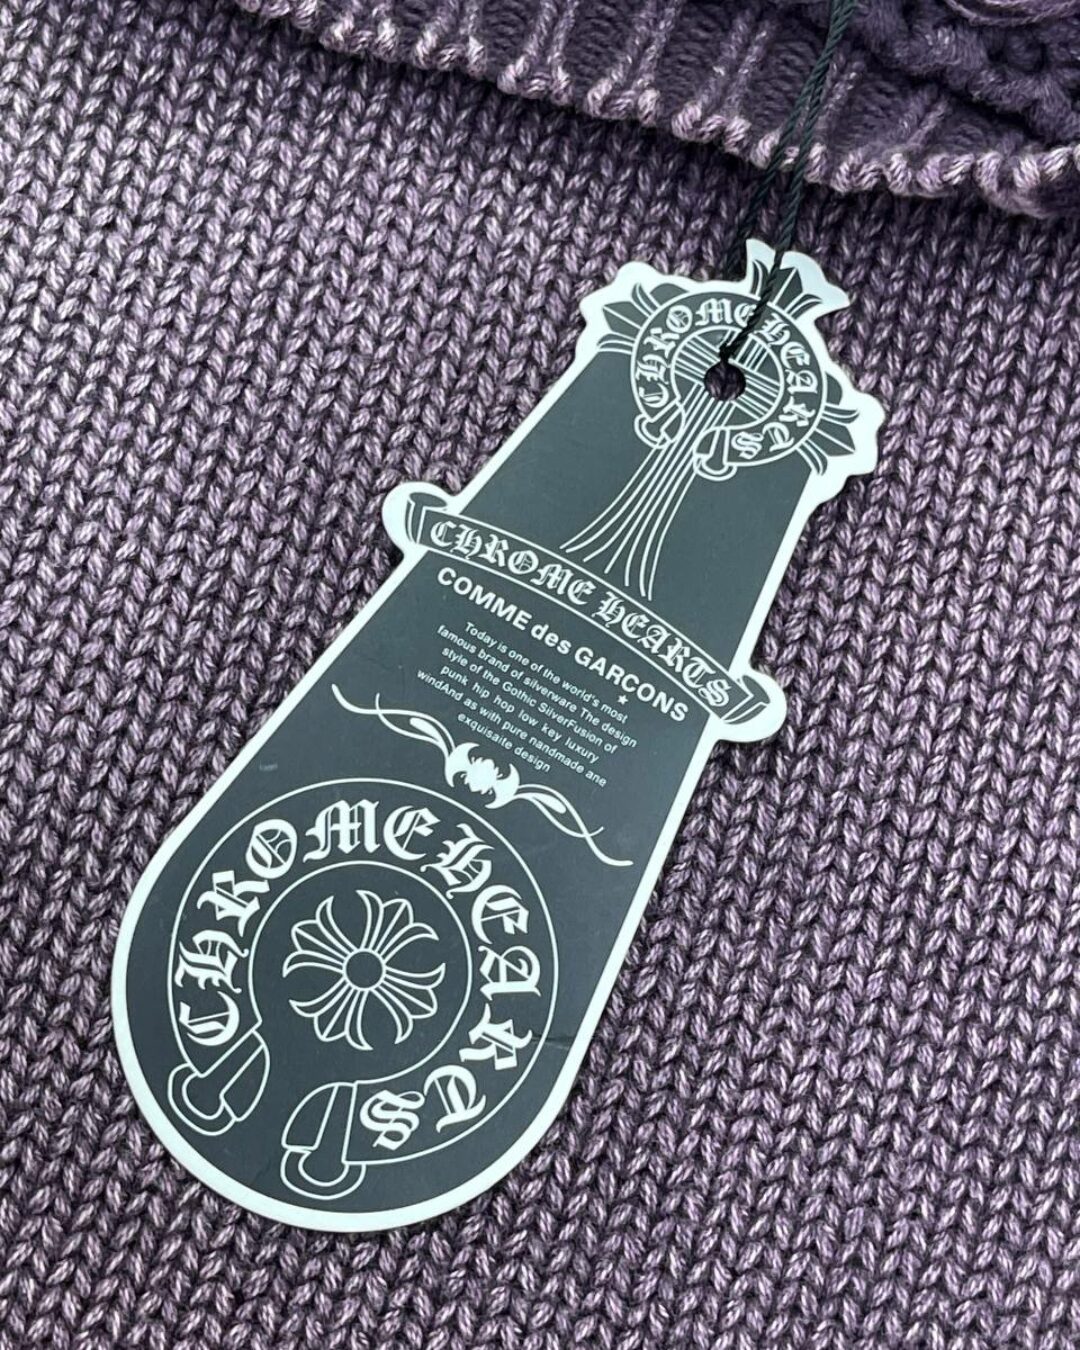 CHROME HEARTS
CHROME HEARTS
COMME des GARCONS
Today is one of the world's most
famous brand of silverware The design
style of the Gothic SilverFusion of
punk hip hop low key luxury
windAnd as with pure nandmade ane
exquisaite design
CHROME HEARTS